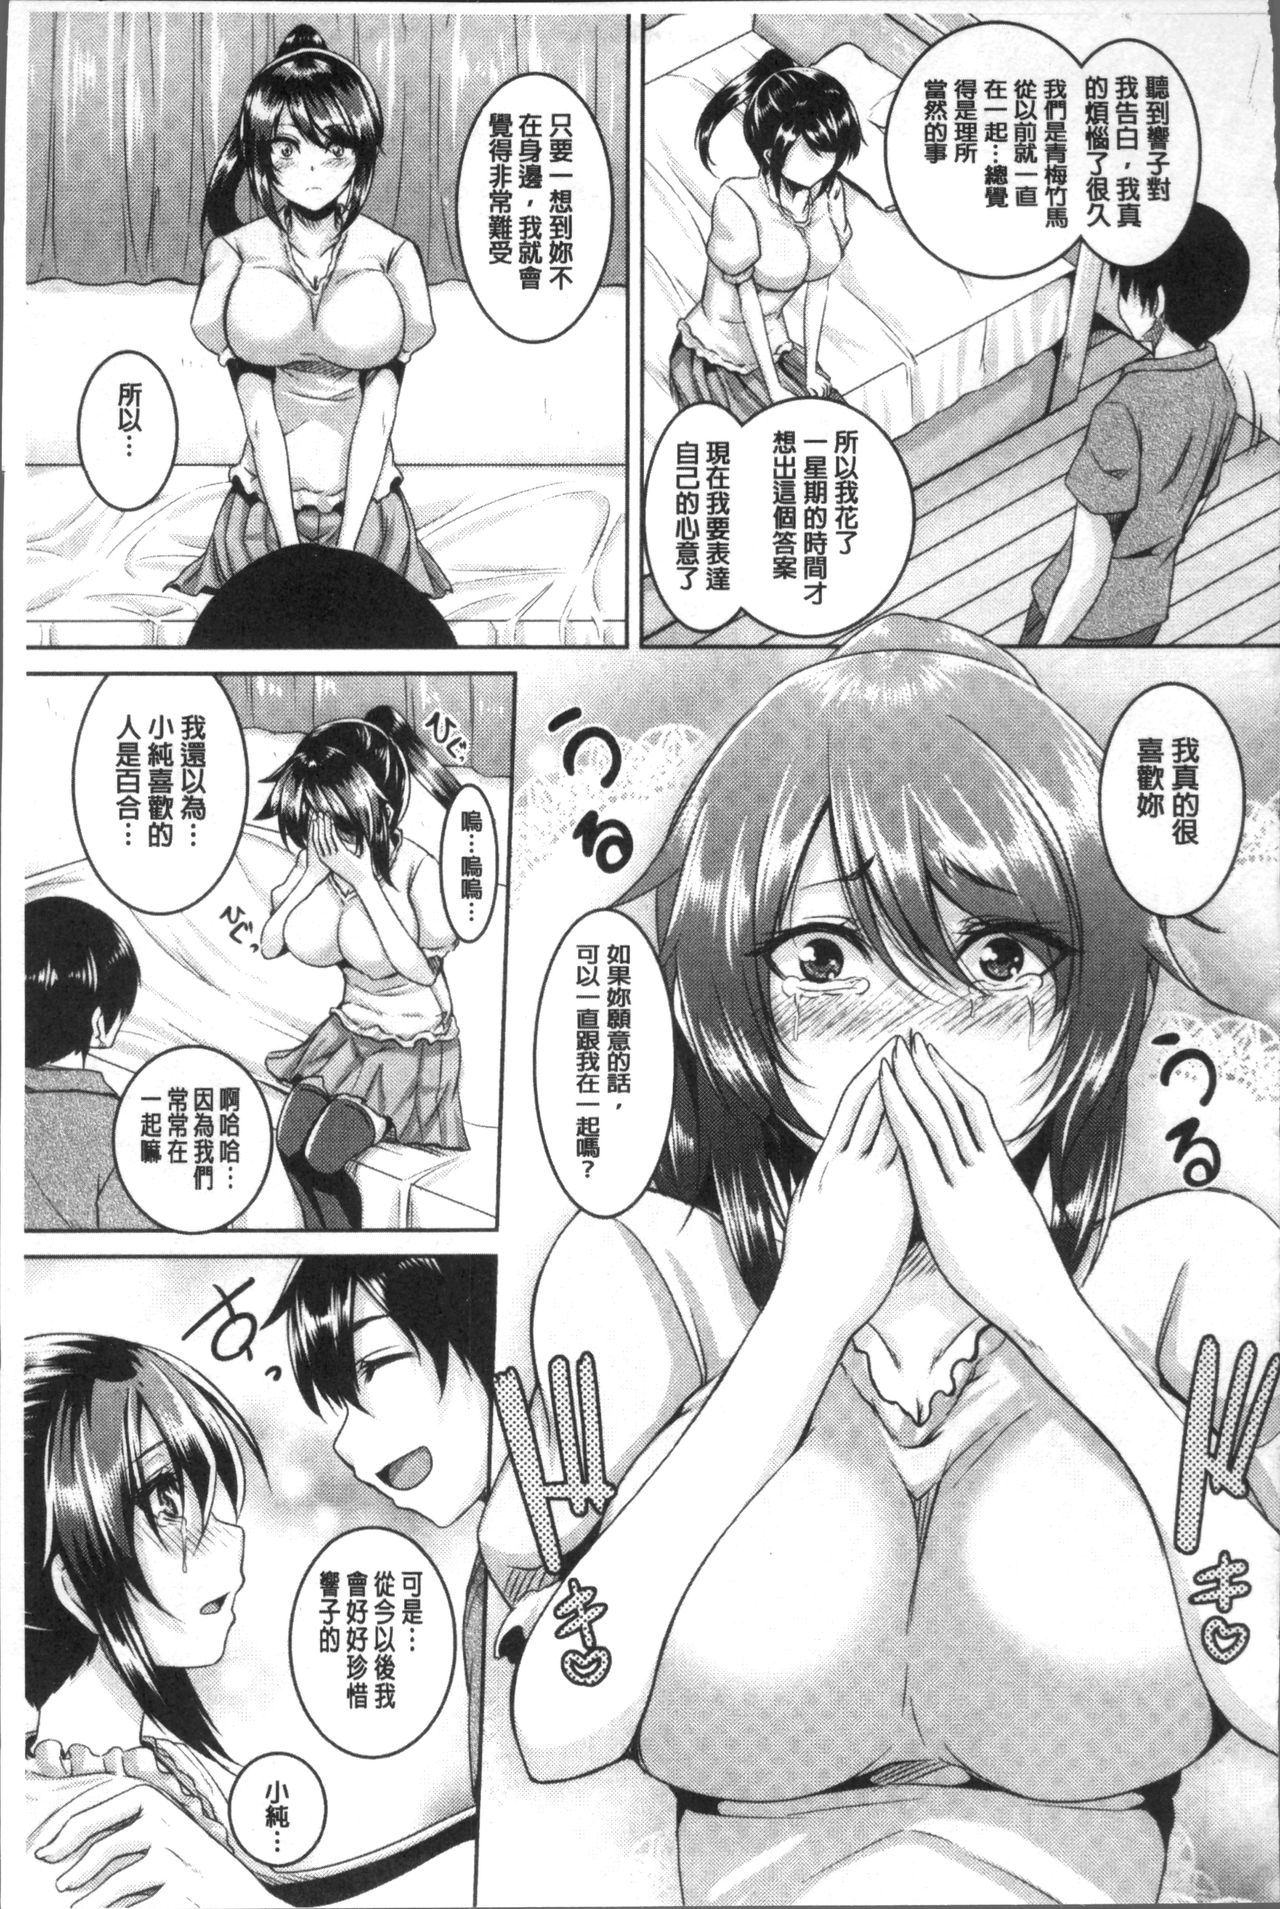 聽到響子對
我告白，我真
的煩惱了很久
我們是青梅竹馬
從以前就一直
在一起…總覺
得是理所
當然的事
所以我花了
一星期的時間才
想出這個答案
現在我要表達
自己的心意了
只要一想到妳不
在身邊，我就會
覺得非常難受
所以…
我真的很
喜歡妳
うる
うる
如果妳願意的話，
可以一直跟我在一起嗎？
キ
キ
嗚…嗚嗚…
ひぐっ
ひぐっ
我還以為…
小純喜歡的
人是百合…
啊哈哈…
因為我們
常常在
一起嘛
可是…
從今以後我
會好好珍惜
響子的
小純…